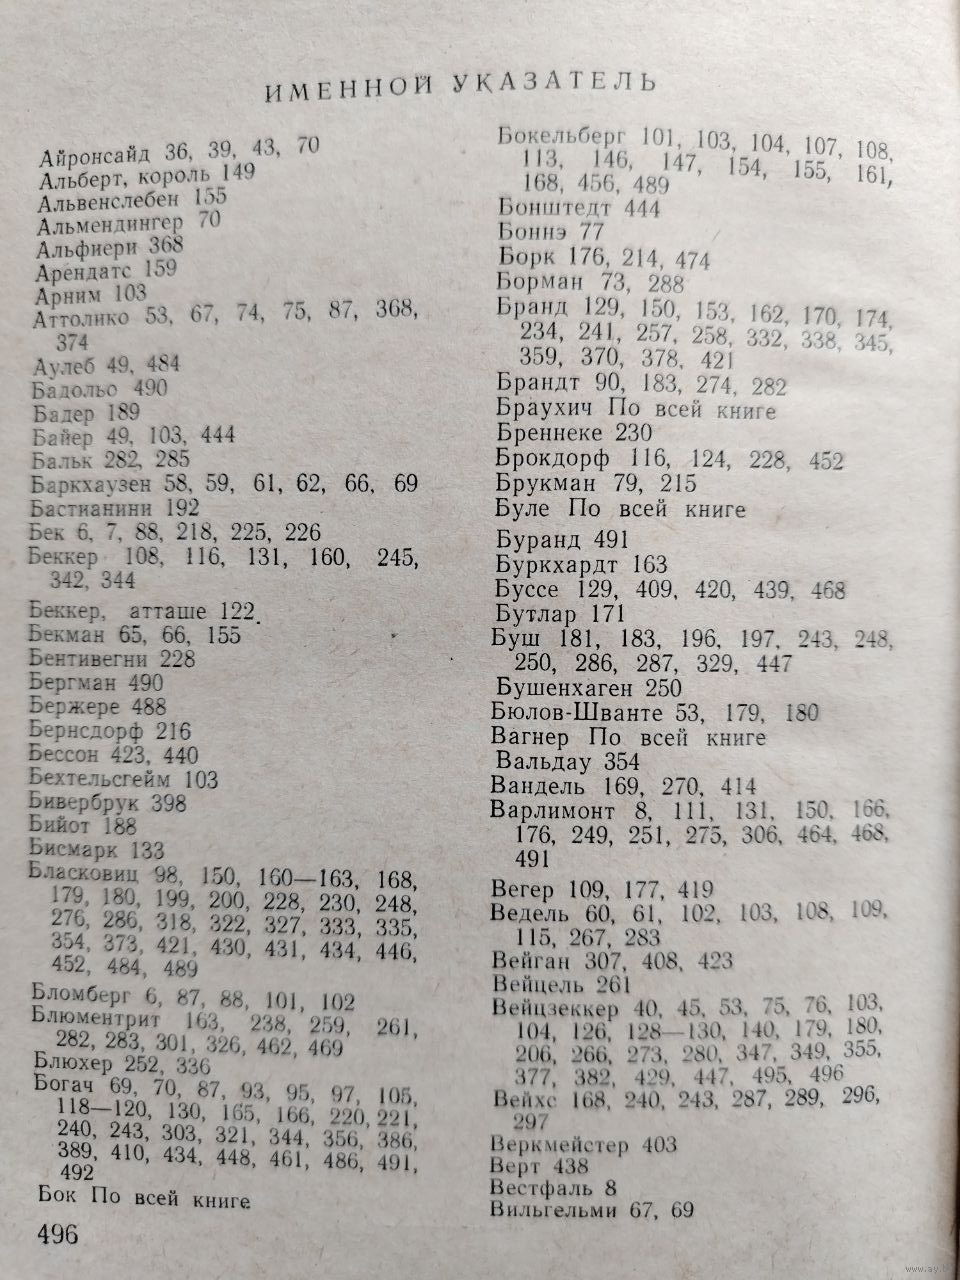 ИМЕННОЙ УКАЗАТЕЛЬ
Айронсайд 36, 39, 43, 70
Альберт, король 149
Альвенслебен 155
Альмендингер 70
Альфиери 368
Арендатс 159
Арним 103
Аттолико 53, 67, 74, 75, 87, 368,
374
Аулеб 49, 484
Бадольо 490
Бадер 189
Байер 49, 103, 444
Бальк 282, 285
Баркхаузен 58, 59, 61, 62, 66, 69
Бастианини 192
Бек 6, 7, 88, 218, 225, 226
Беккер 108, 116, 131, 160, 245,
342, 344
Беккер, атташе 122
Бекман 65, 66, 155
Бентивегни 228
Бергман 490
Бержере 488
Бернсдорф 216
Бессон 423, 440
Бехтельсгейм 103
Бивербрук 398
Бийот 188
Бисмарк 133
Бласковиц 98, 150, 160—163, 168,
179, 180, 199, 200, 228, 230, 248,
276, 286, 318, 322, 327, 333, 335,
354, 373, 421, 430, 431, 434, 446,
452, 484, 489
Бломберг 6, 87, 88, 101, 102
Блюментрит 163, 238, 259, 261,
282, 283, 301, 326, 462, 469
Блюхер 252, 336
Богач 69, 70, 87, 93, 95, 97, 105,
118—120, 130, 165, 166, 220, 221,
240, 243, 303, 321, 344, 356, 386,
389, 410, 434, 448, 461, 486, 491,
492
Бок По всей книге
496
Бокельберг 101, 103, 104, 107, 108,
113, 146, 147, 154, 155, 161,
168, 456, 489
Бонштедт 444
Боннэ 77
Борк 176, 214, 474
Борман 73, 288
Бранд 129, 150, 153, 162, 170, 174,
234, 241, 257, 258, 332, 338, 345,
359, 370, 378, 421
Брандт 90, 183, 274, 282
Браухич По всей книге
Бреннеке 230
Брокдорф 116, 124, 228, 452
Брукман 79, 215
Буле По всей книге
Буранд 491
Буркхардт 163
Буссе 129, 409, 420, 439, 468
Бутлар 171
Буш 181, 183, 196, 197, 243, 248,
250, 286, 287, 329, 447
Бушенхаген 250
Бюлов-Шванте 53, 179, 180
Вагнер По всей книге
Вальдау 354
Вандель 169, 270, 414
Варлимонт 8, 111, 131, 150, 166,
176, 249, 251, 275, 306, 464, 468,
491
Вегер 109, 177, 419
Ведель 60, 61, 102, 103, 108, 109,
115, 267, 283
Вейган 307, 408, 423
Вейцель 261
Вейцзеккер 40, 45, 53, 75, 76, 103,
104, 126, 128—130, 140, 179, 180,
206, 266, 273, 280, 347, 349, 355,
377, 382, 429, 447, 495, 496
Вейхс 168, 240, 243, 287, 289, 296,
297
Веркмейстер 403
Верт 438
Вестфаль 8
Вильгельми 67, 69